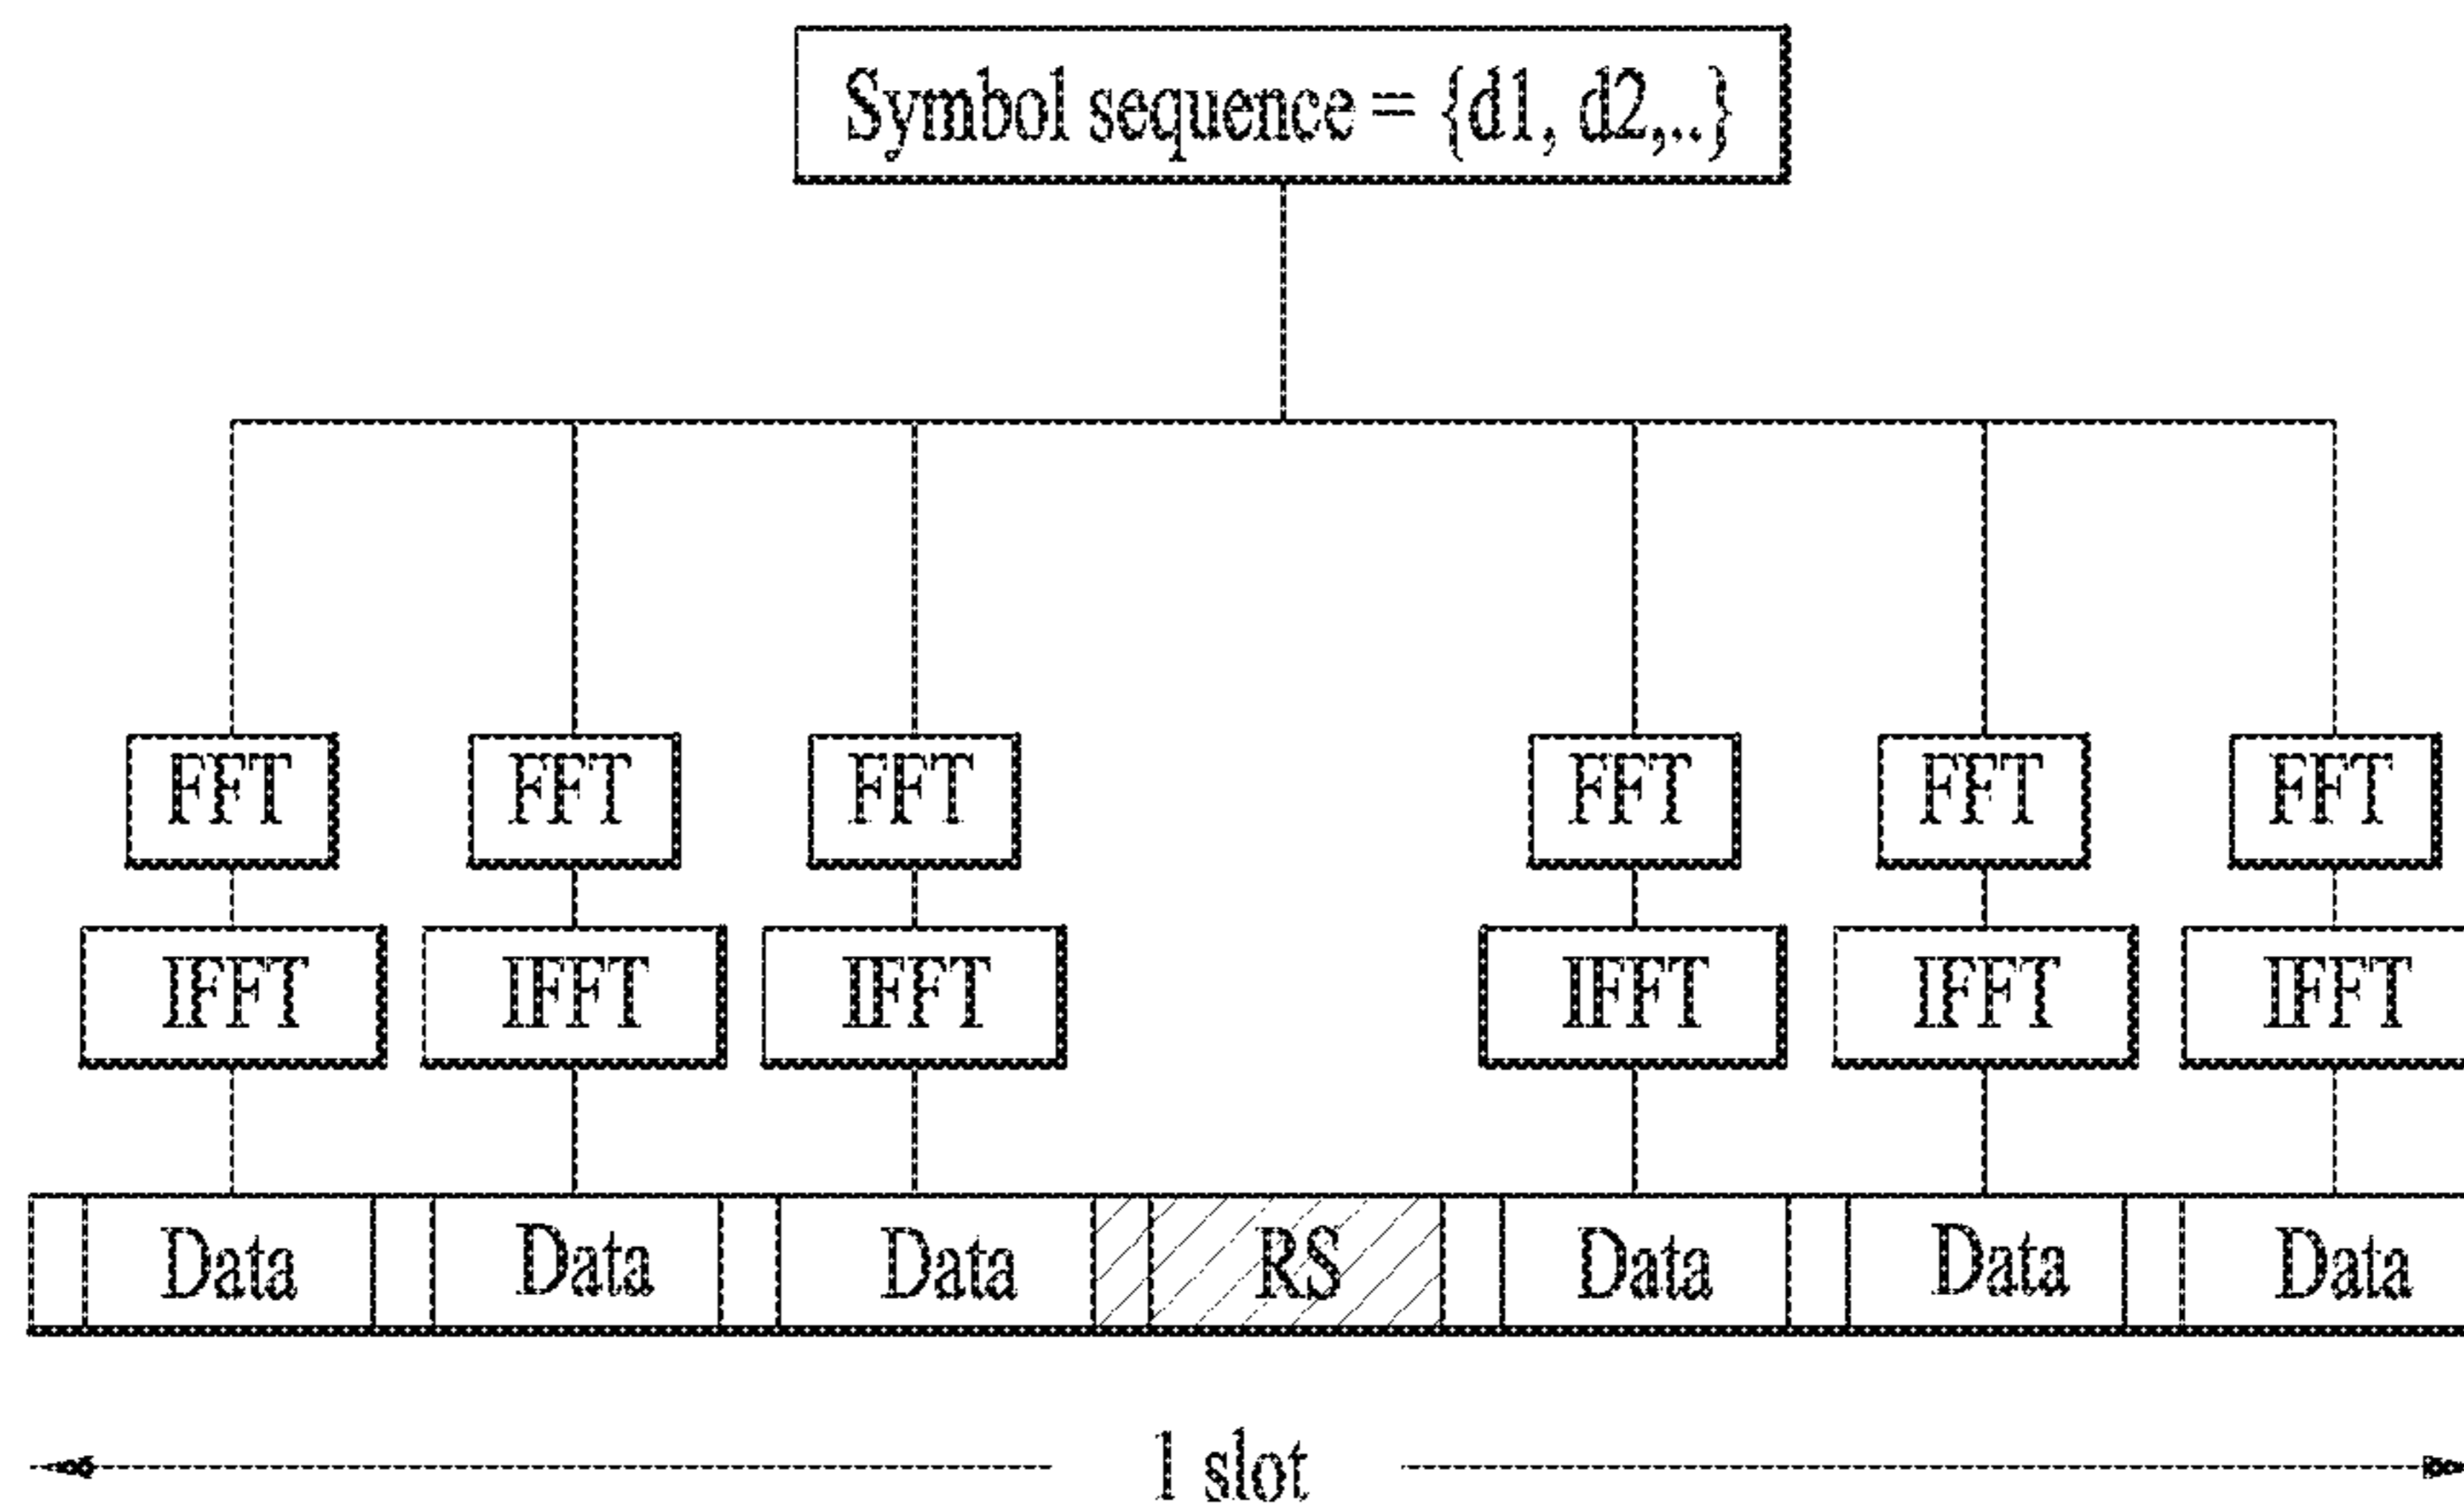 Symbol sequence = {d1, d2,..}
FFT FFT FFT FFT FFT FFT
IFFT IFFT IFFT IFFT IFFT IFFT
Data Data Data RS Data Data Data
1 slot